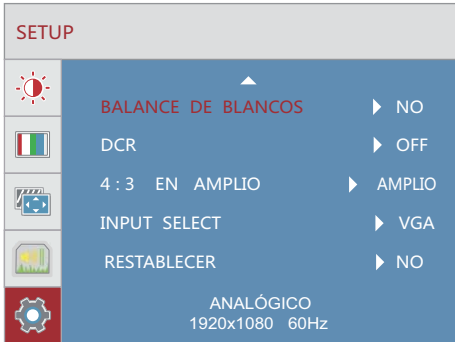 SETUP
BALANCE DE BLANCOS NO
DCR OFF
4:3 EN AMPLIO AMPLIO
INPUT SELECT VGA
RESTABLECER NO
ANALÓGICO
1920x1080 60Hz